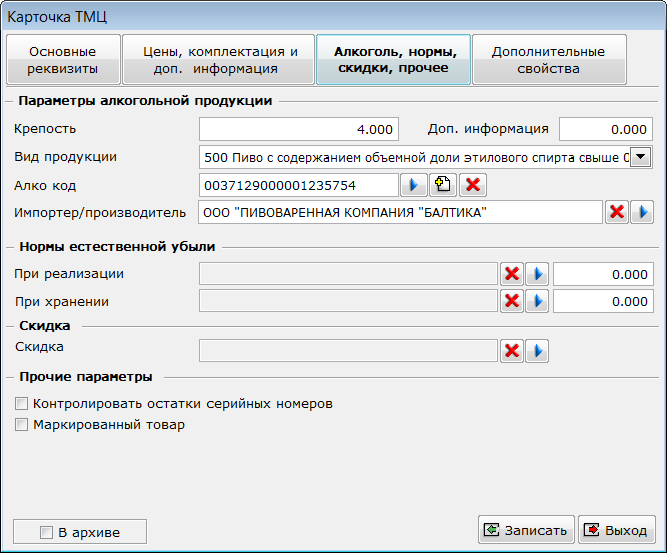 Карточка ТМЦ
Основные реквизиты
Цены, комплектация и доп. информация
Алкоголь, нормы, скидки, прочее
Дополнительные свойства
Параметры алкогольной продукции
Крепость 4.000 Доп. информация 0.000
Вид продукции 500 Пиво с содержанием объемной доли этилового спирта свыше 0
Алко код 0037129000001235754
Импортер/производитель ООО "ПИВОВАРЕННАЯ КОМПАНИЯ "БАЛТИКА"
Нормы естественной убыли
При реализации 0.000
При хранении 0.000
Скидка
Скидка
Прочие параметры
Контролировать остатки серийных номеров
Маркированный товар
В архиве Записать Выход